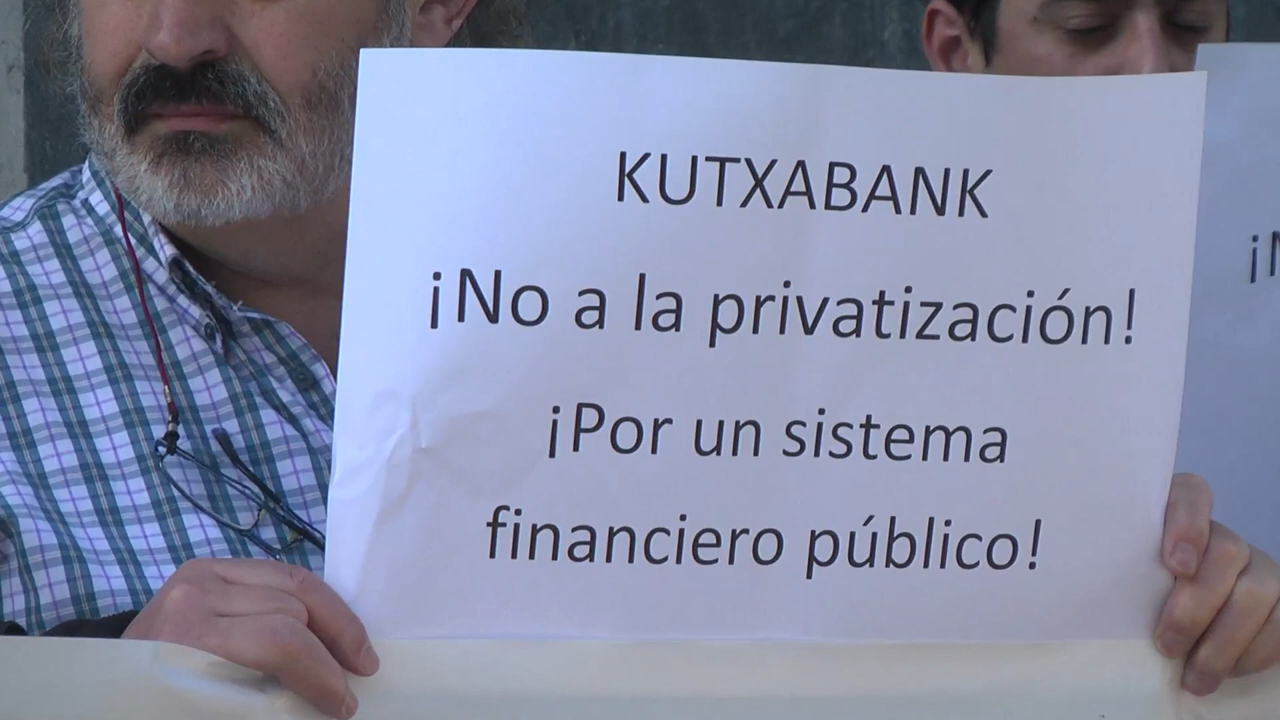 KUTXABANK
¡No a la privatización!
¡Por un sistema
financiero público!